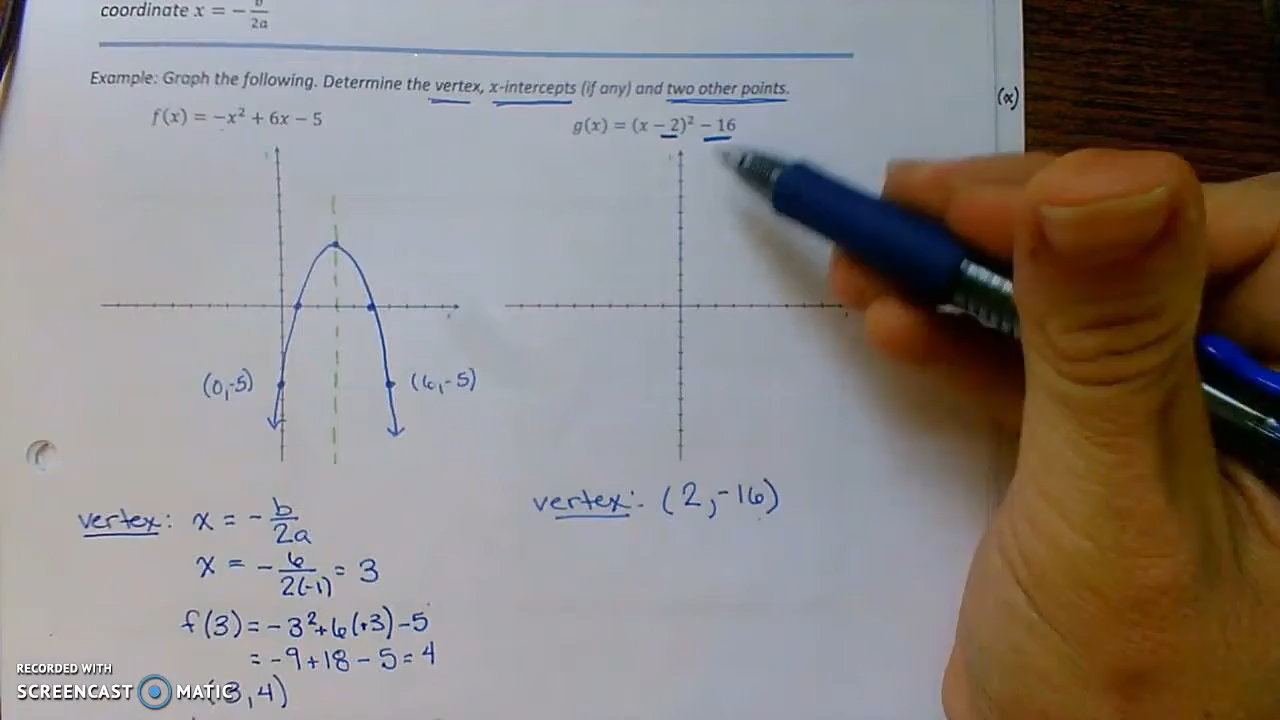 coordinate x = − b/2a
Example: Graph the following. Determine the vertex, x-intercepts (if any) and two other points.
f(x) = −x² + 6x − 5
g(x) = (x − 2)² − 16
(x)
(0,-5)
(6,-5)
vertex: x = - b/2a
x = - 6/2(-1) = 3
f(3) = -3²+6(+3)-5
= -9+18-5=4
(3,4)
vertex: (2,-16)
RECORDED WITH
SCREENCAST MATIC